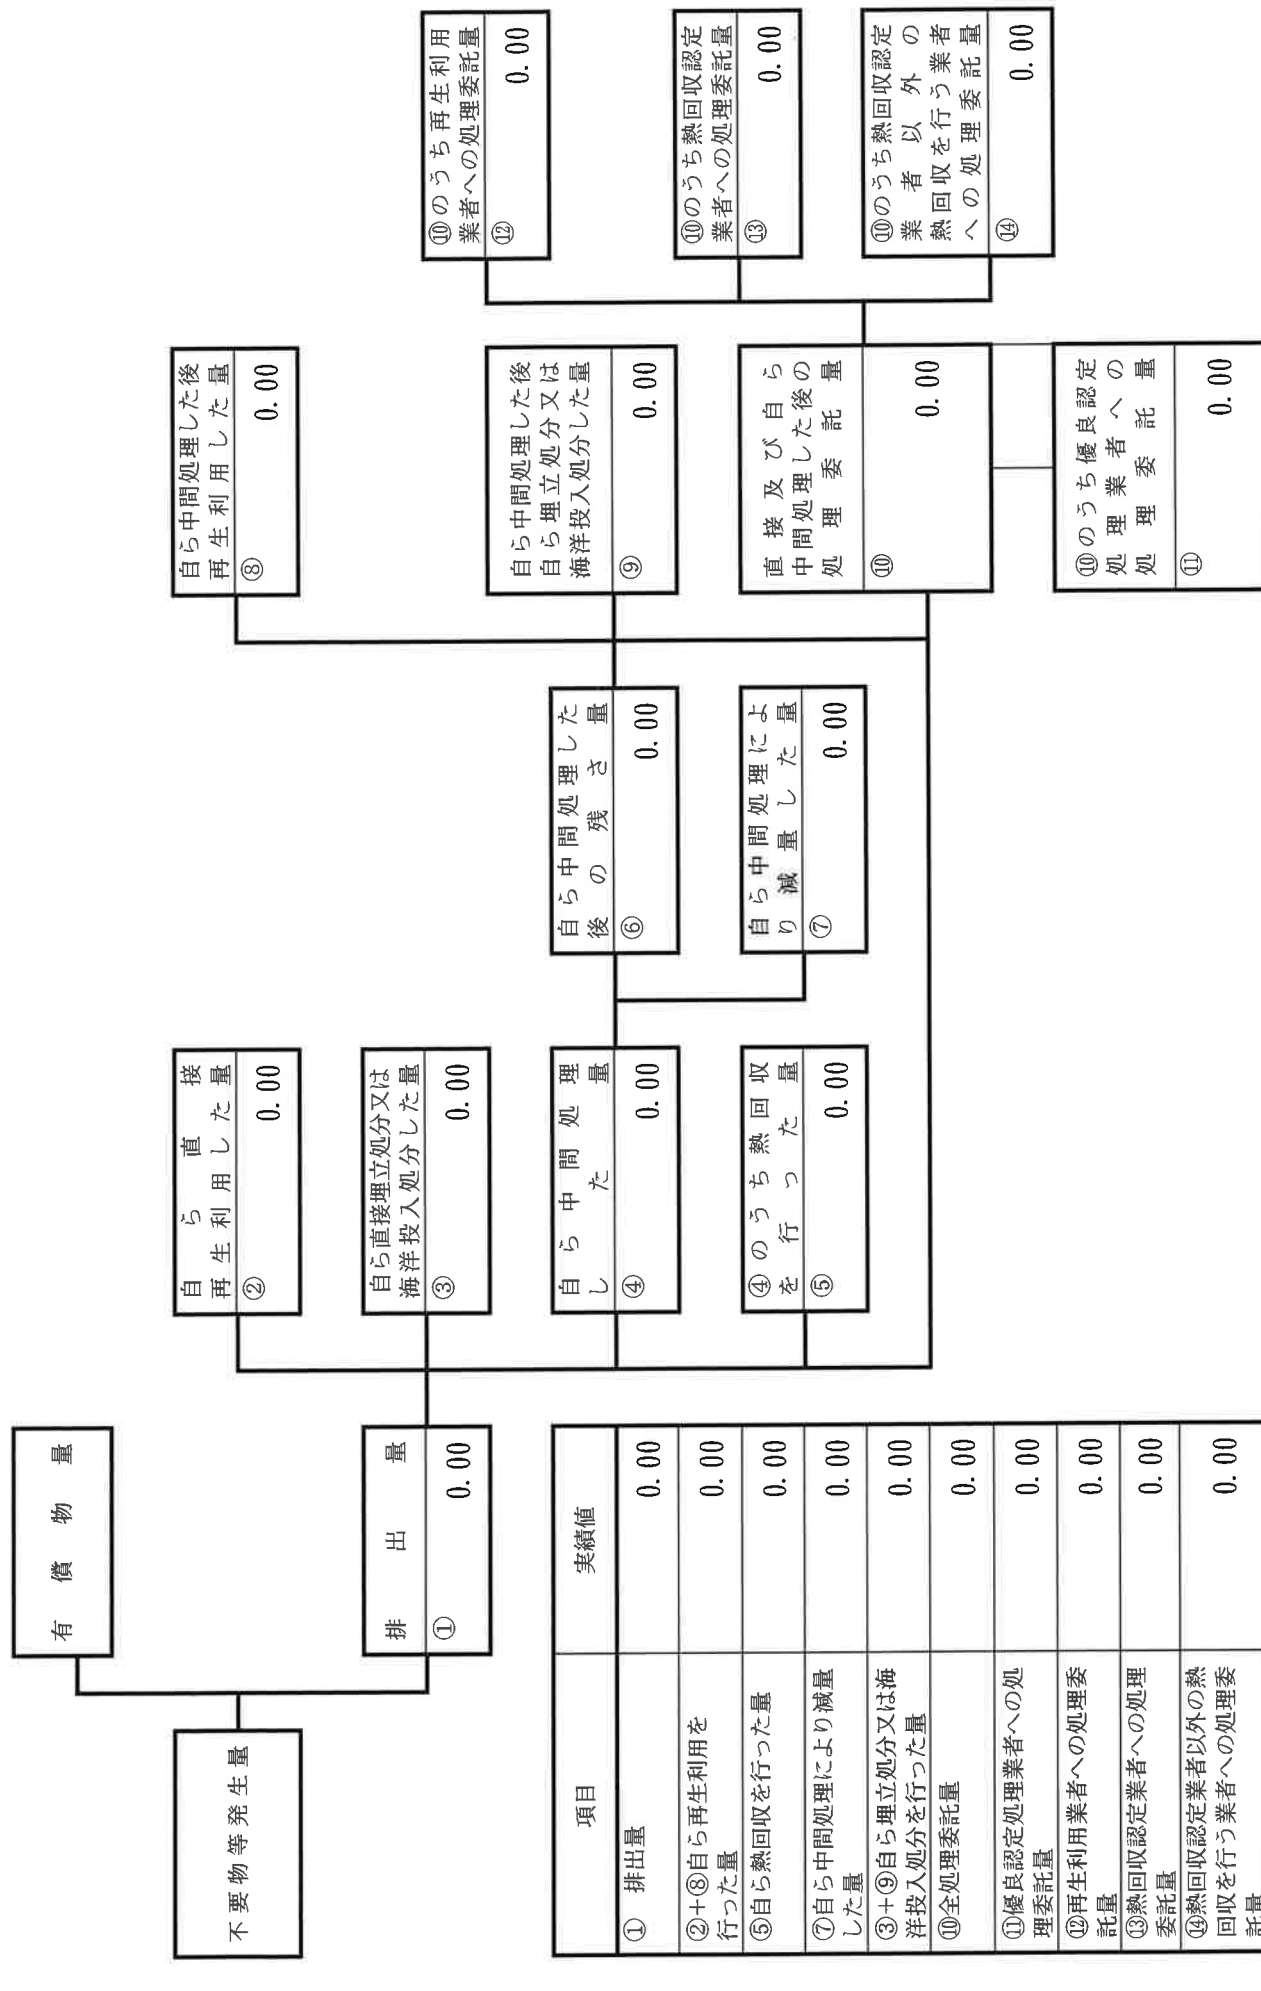 不要物等発生量
有償物量
排出量
① 0.00
自ら直接
再生利用した量
② 0.00
自ら直接埋立処分又は
海洋投入処分した量
③ 0.00
自ら中間処理
した量
④ 0.00
④のうち熱回収
を行った量
⑤ 0.00
自ら中間処理した
後の残さ量
⑥ 0.00
自ら中間処理によ
り減量した量
⑦ 0.00
自ら中間処理した後
再生利用した量
⑧ 0.00
自ら中間処理した後
自ら埋立処分又は
海洋投入処分した量
⑨ 0.00
直接及び自ら
中間処理した後の
処理委託量
⑩ 0.00
⑩のうち優良認定
処理業者への
処理委託量
⑪ 0.00
⑩のうち再生利用
業者への処理委託量
⑫ 0.00
⑩のうち熱回収認定
業者への処理委託量
⑬ 0.00
⑩のうち熱回収認定
業者以外の
熱回収を行う業者
への処理委託量
⑭ 0.00
項目 実績値
① 排出量 0.00
②+⑧自ら再生利用を
行った量 0.00
⑤自ら熱回収を行った量 0.00
⑦自ら中間処理により減量
した量 0.00
③+⑨自ら埋立処分又は海
洋投入処分を行った量 0.00
⑩全処理委託量 0.00
⑪優良認定処理業者への処
理委託量 0.00
⑫再生利用業者への処理委
託量 0.00
⑬熱回収認定業者への処理
委託量 0.00
⑭熱回収認定業者以外の熱
回収を行う業者への処理委
託量 0.00